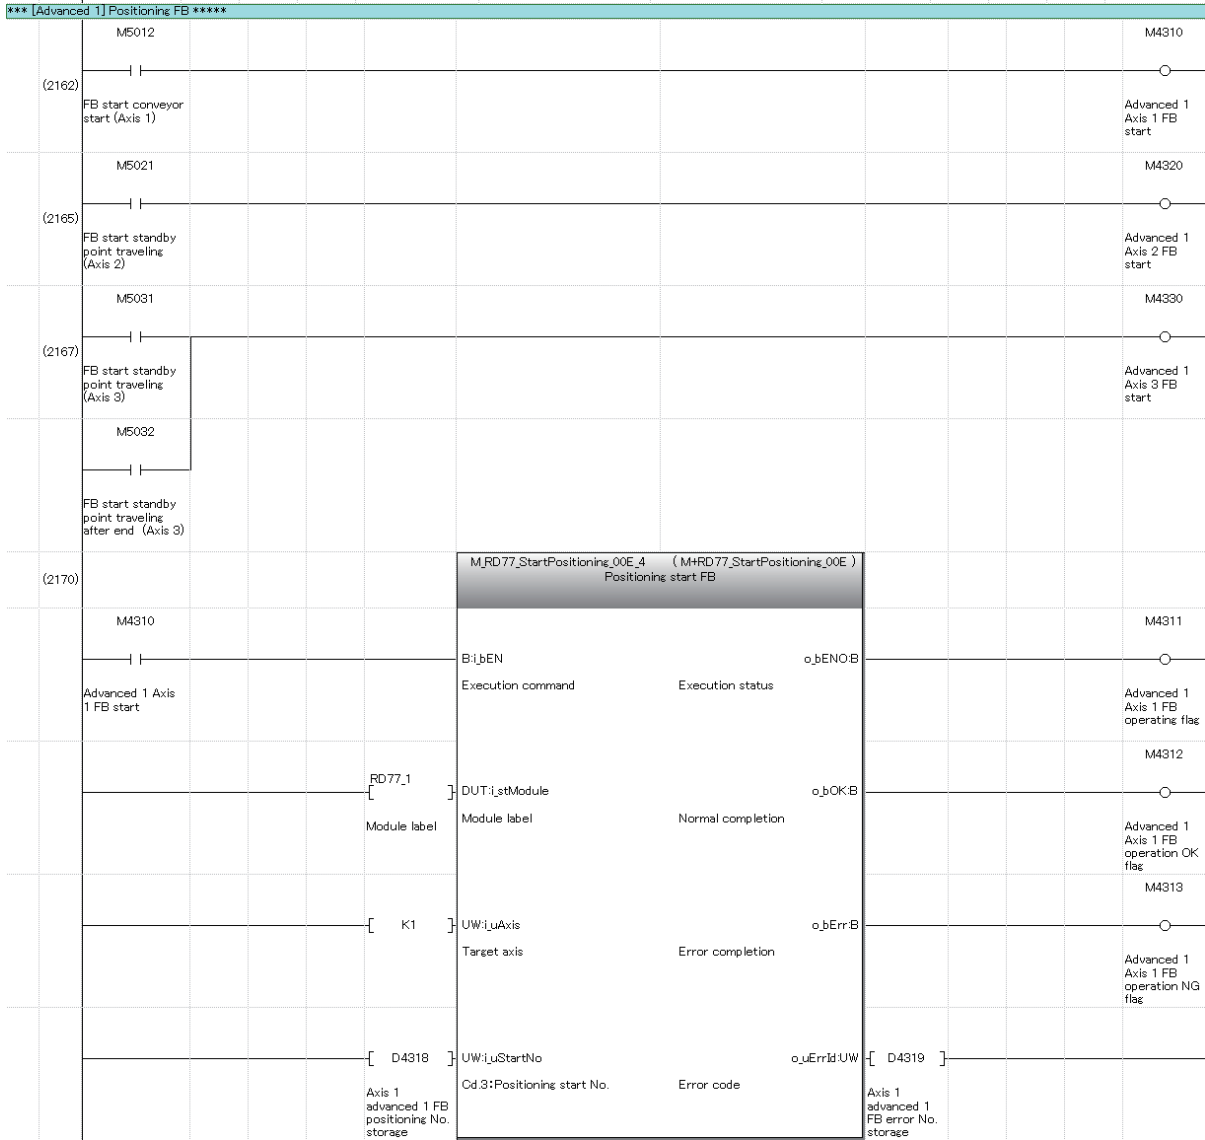 *** [Advanced 1] Positioning FB *****
M5012
M4310
(2162)
FB start conveyor
start (Axis 1)
Advanced 1
Axis 1 FB
start
M5021
M4320
(2165)
FB start standby
point traveling
(Axis 2)
Advanced 1
Axis 2 FB
start
M5031
M4330
(2167)
FB start standby
point traveling
(Axis 3)
Advanced 1
Axis 3 FB
start
M5032
FB start standby
point traveling
after end (Axis 3)
(2170)
M_RD77_StartPositioning_00E_4 ( M+RD77_StartPositioning_00E )
Positioning start FB
M4310
M4311
B:i_bEN
o_bENO:B
Advanced 1 Axis
1 FB start
Execution command
Execution status
Advanced 1
Axis 1 FB
operating flag
M4312
RD77_1
DUT:i_stModule
o_bOK:B
Module label
Module label
Normal completion
Advanced 1
Axis 1 FB
operation OK
flag
M4313
K1
UW:i_uAxis
o_bErr:B
Target axis
Error completion
Advanced 1
Axis 1 FB
operation NG
flag
D4318
UW:i_uStartNo
o_uErrId:UW
D4319
Axis 1
advanced 1 FB
positioning No.
storage
Cd.3:Positioning start No.
Error code
Axis 1
advanced 1
FB error No.
storage